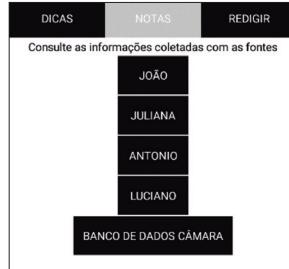 DICAS NOTAS REDIGIR
Consulte as informações coletadas com as fontes
JOÃO
JULIANA
ANTONIO
LUCIANO
BANCO DE DADOS CÂMARA